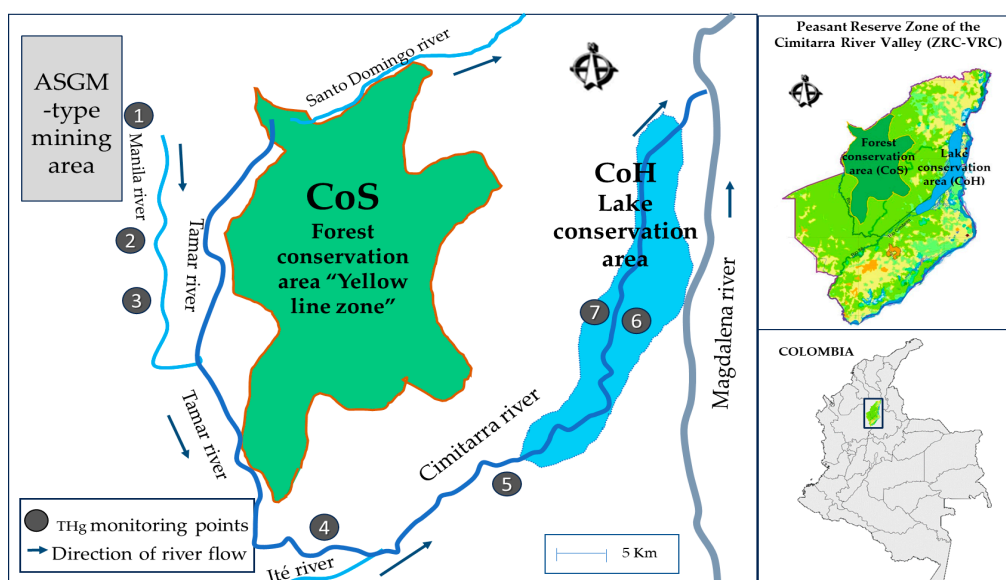 ASGM
-type
mining
area
1
Manila river
2
3
Tamar river
Tamar river
Santo Domingo river
CoS
Forest
conservation
area “Yellow
line zone”
CoH
Lake
conservation
area
7
6
Magdalena river
Cimitarra river
5
4
Ité river
THg monitoring points
Direction of river flow
5 Km
Peasant Reserve Zone of the
Cimitarra River Valley (ZRC-VRC)
Forest
conservation
area (CoS)
Lake
conservation
area (CoH)
COLOMBIA